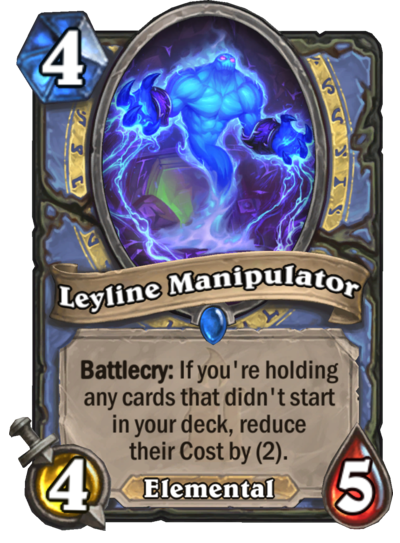 4
Leyline Manipulator
Battlecry: If you're holding
any cards that didn't start
in your deck, reduce
their Cost by (2).
4
Elemental
5